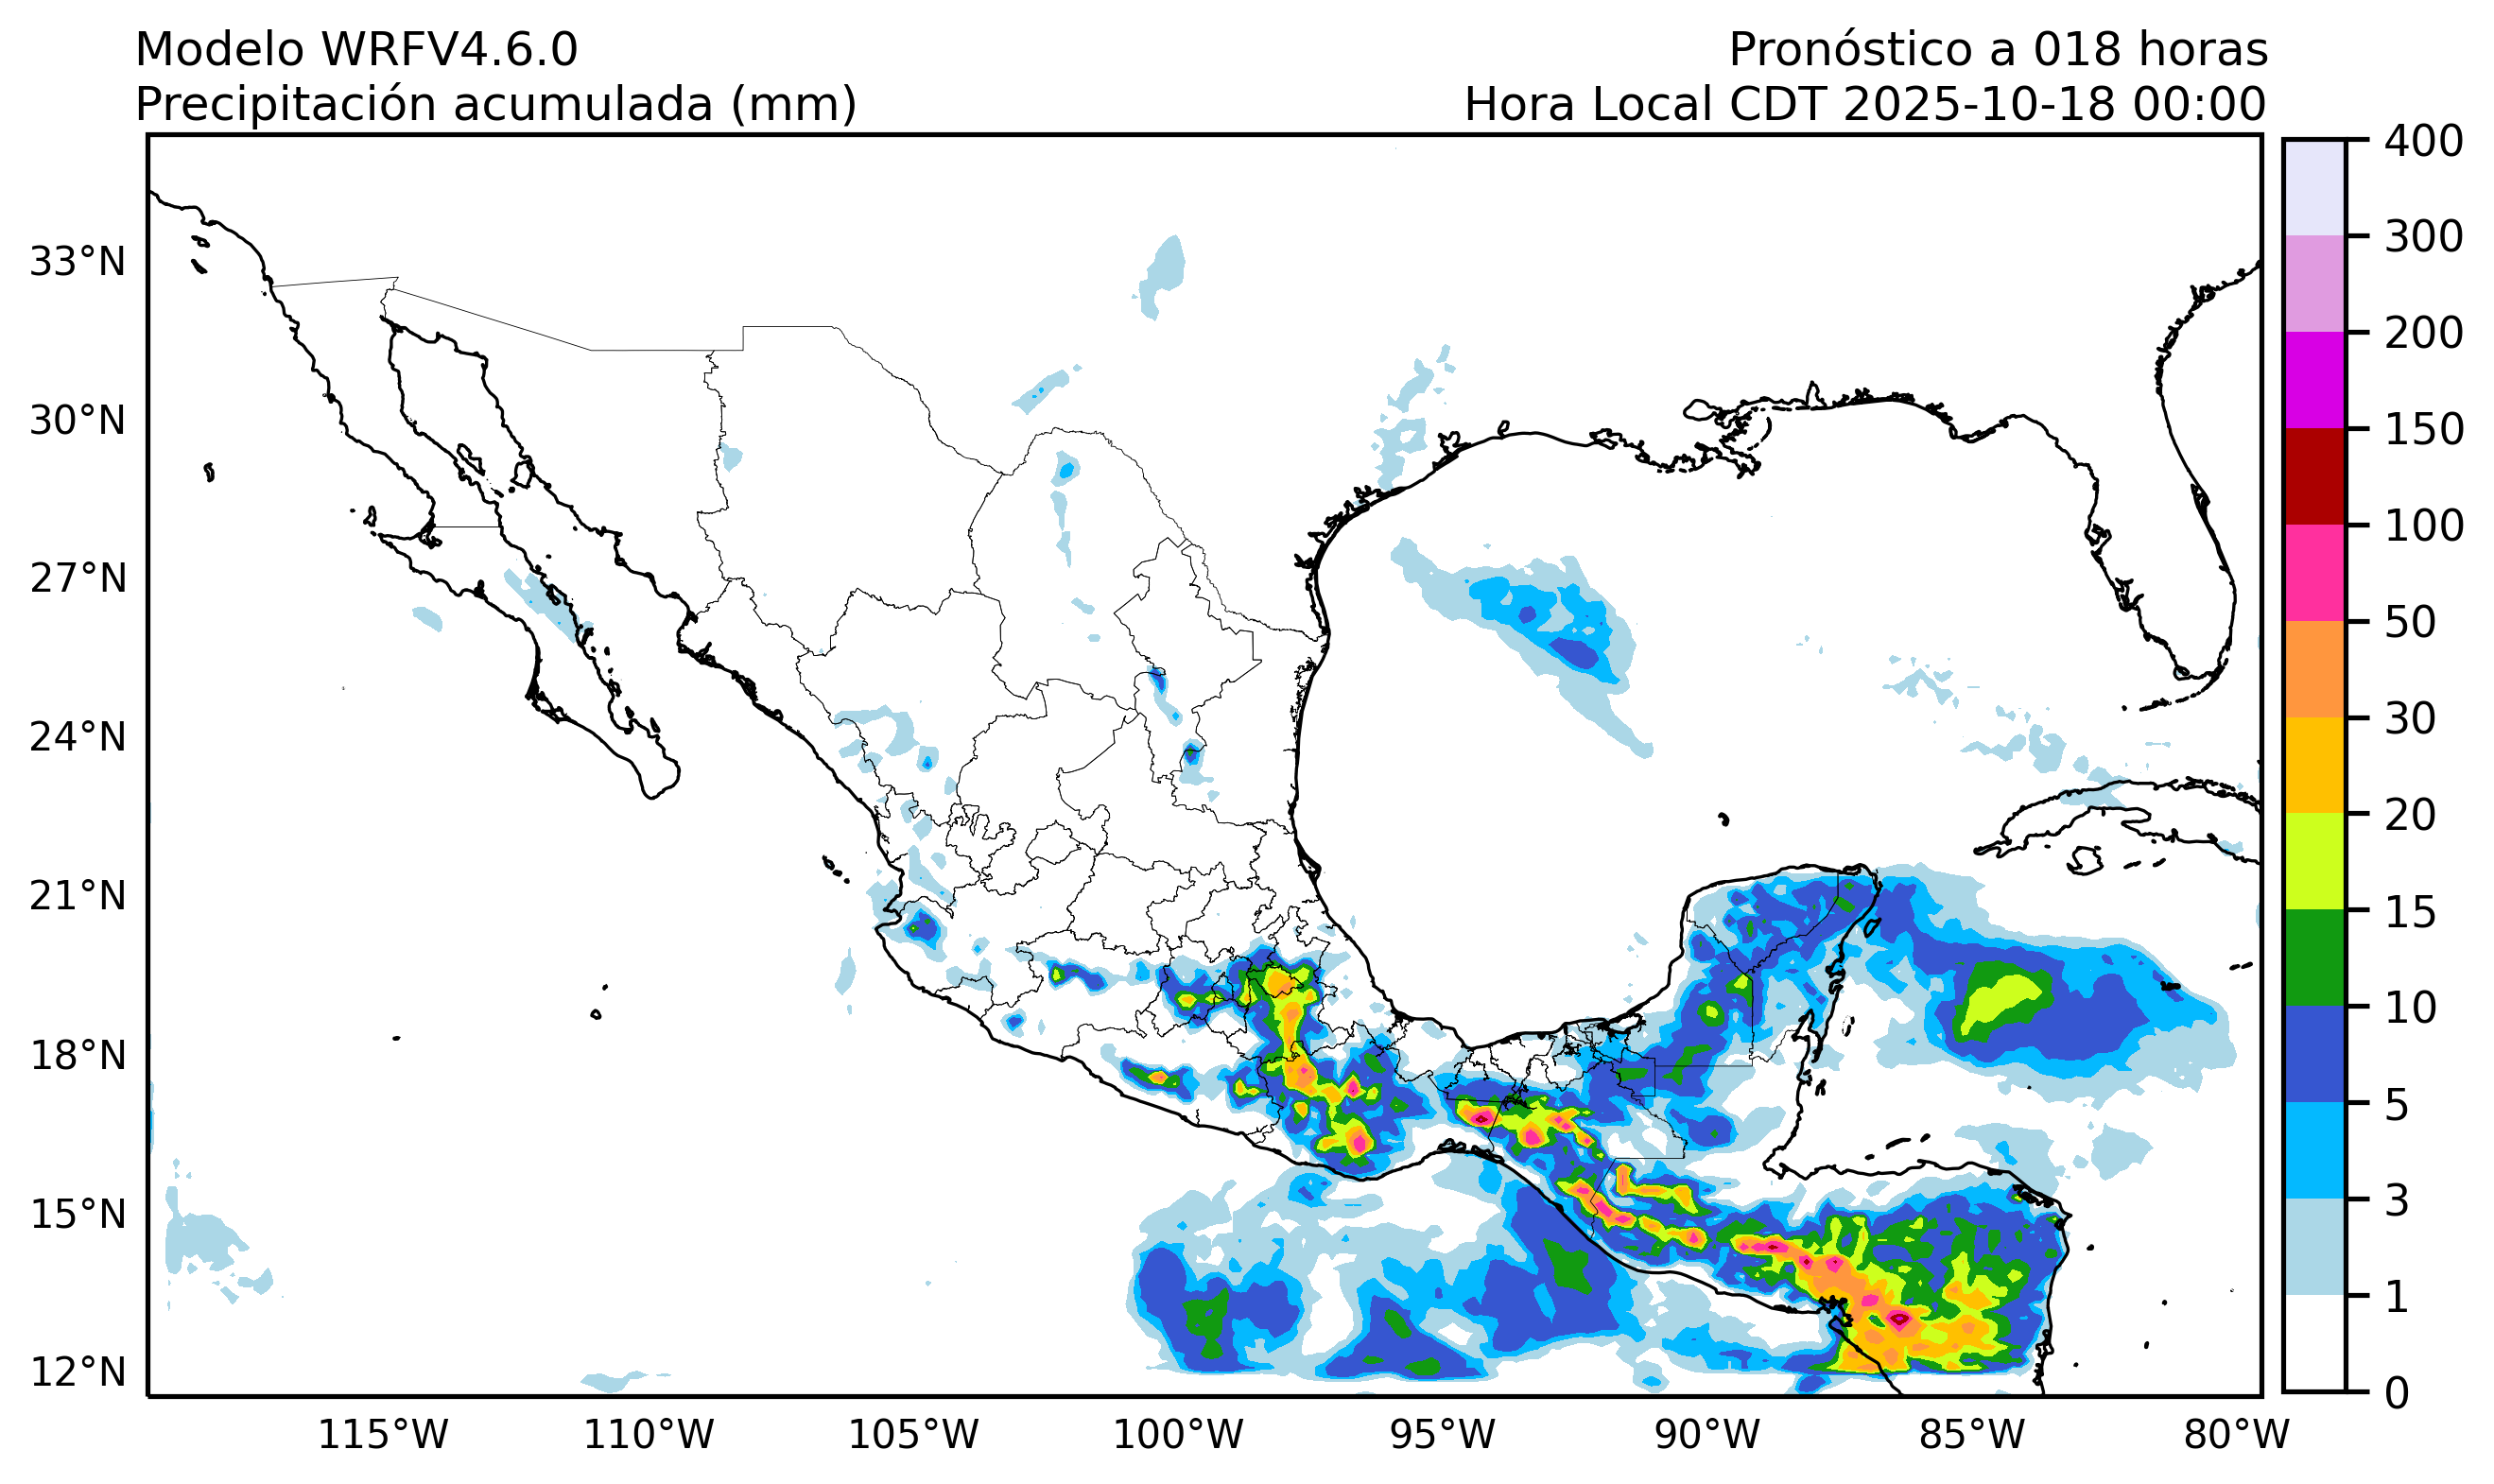 Modelo WRFV4.6.0
Pronóstico a 018 horas
Precipitación acumulada (mm)
Hora Local CDT 2025-10-18 00:00
400
300
200
150
100
50
30
20
15
10
5
3
1
0
33°N
30°N
27°N
24°N
21°N
18°N
15°N
12°N
115°W
110°W
105°W
100°W
95°W
90°W
85°W
80°W